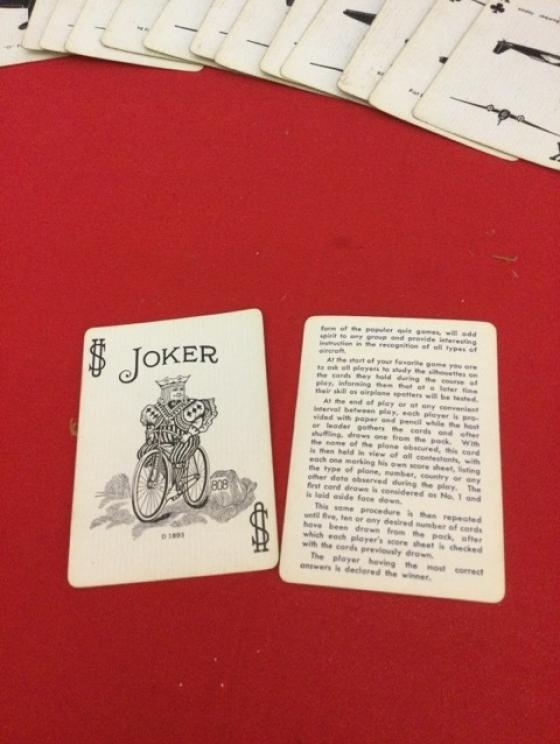 $
JOKER
808
D 1893
$
form of the popular quiz games, will add
spirit to any group and provide interesting
instruction in the recognition of all types of
aircraft.
At the start of your favorite game you are
to ask all players to study the silhouettes on
the cards they hold during the course of
play, informing them that at a later time
their skill as airplane spotters will be tested.
At the end of play or at any convenient
interval between play, each player is pro-
vided with paper and pencil while the host
or leader gathers the cards and after
shuffling, draws one from the pack. With
the name of the plane obscured, this card
is then held in view of all contestants, with
each one marking his own score sheet, listing
the type of plane, number, country or any
other data observed during the play. The
first card drawn is considered as No. 1 and
is laid aside face down.
This same procedure is then repeated
until five, ten or any desired number of cards
have been drawn from the pack, after
which each player's score sheet is checked
with the cards previously drawn.
The player having the most correct
answers is declared the winner.